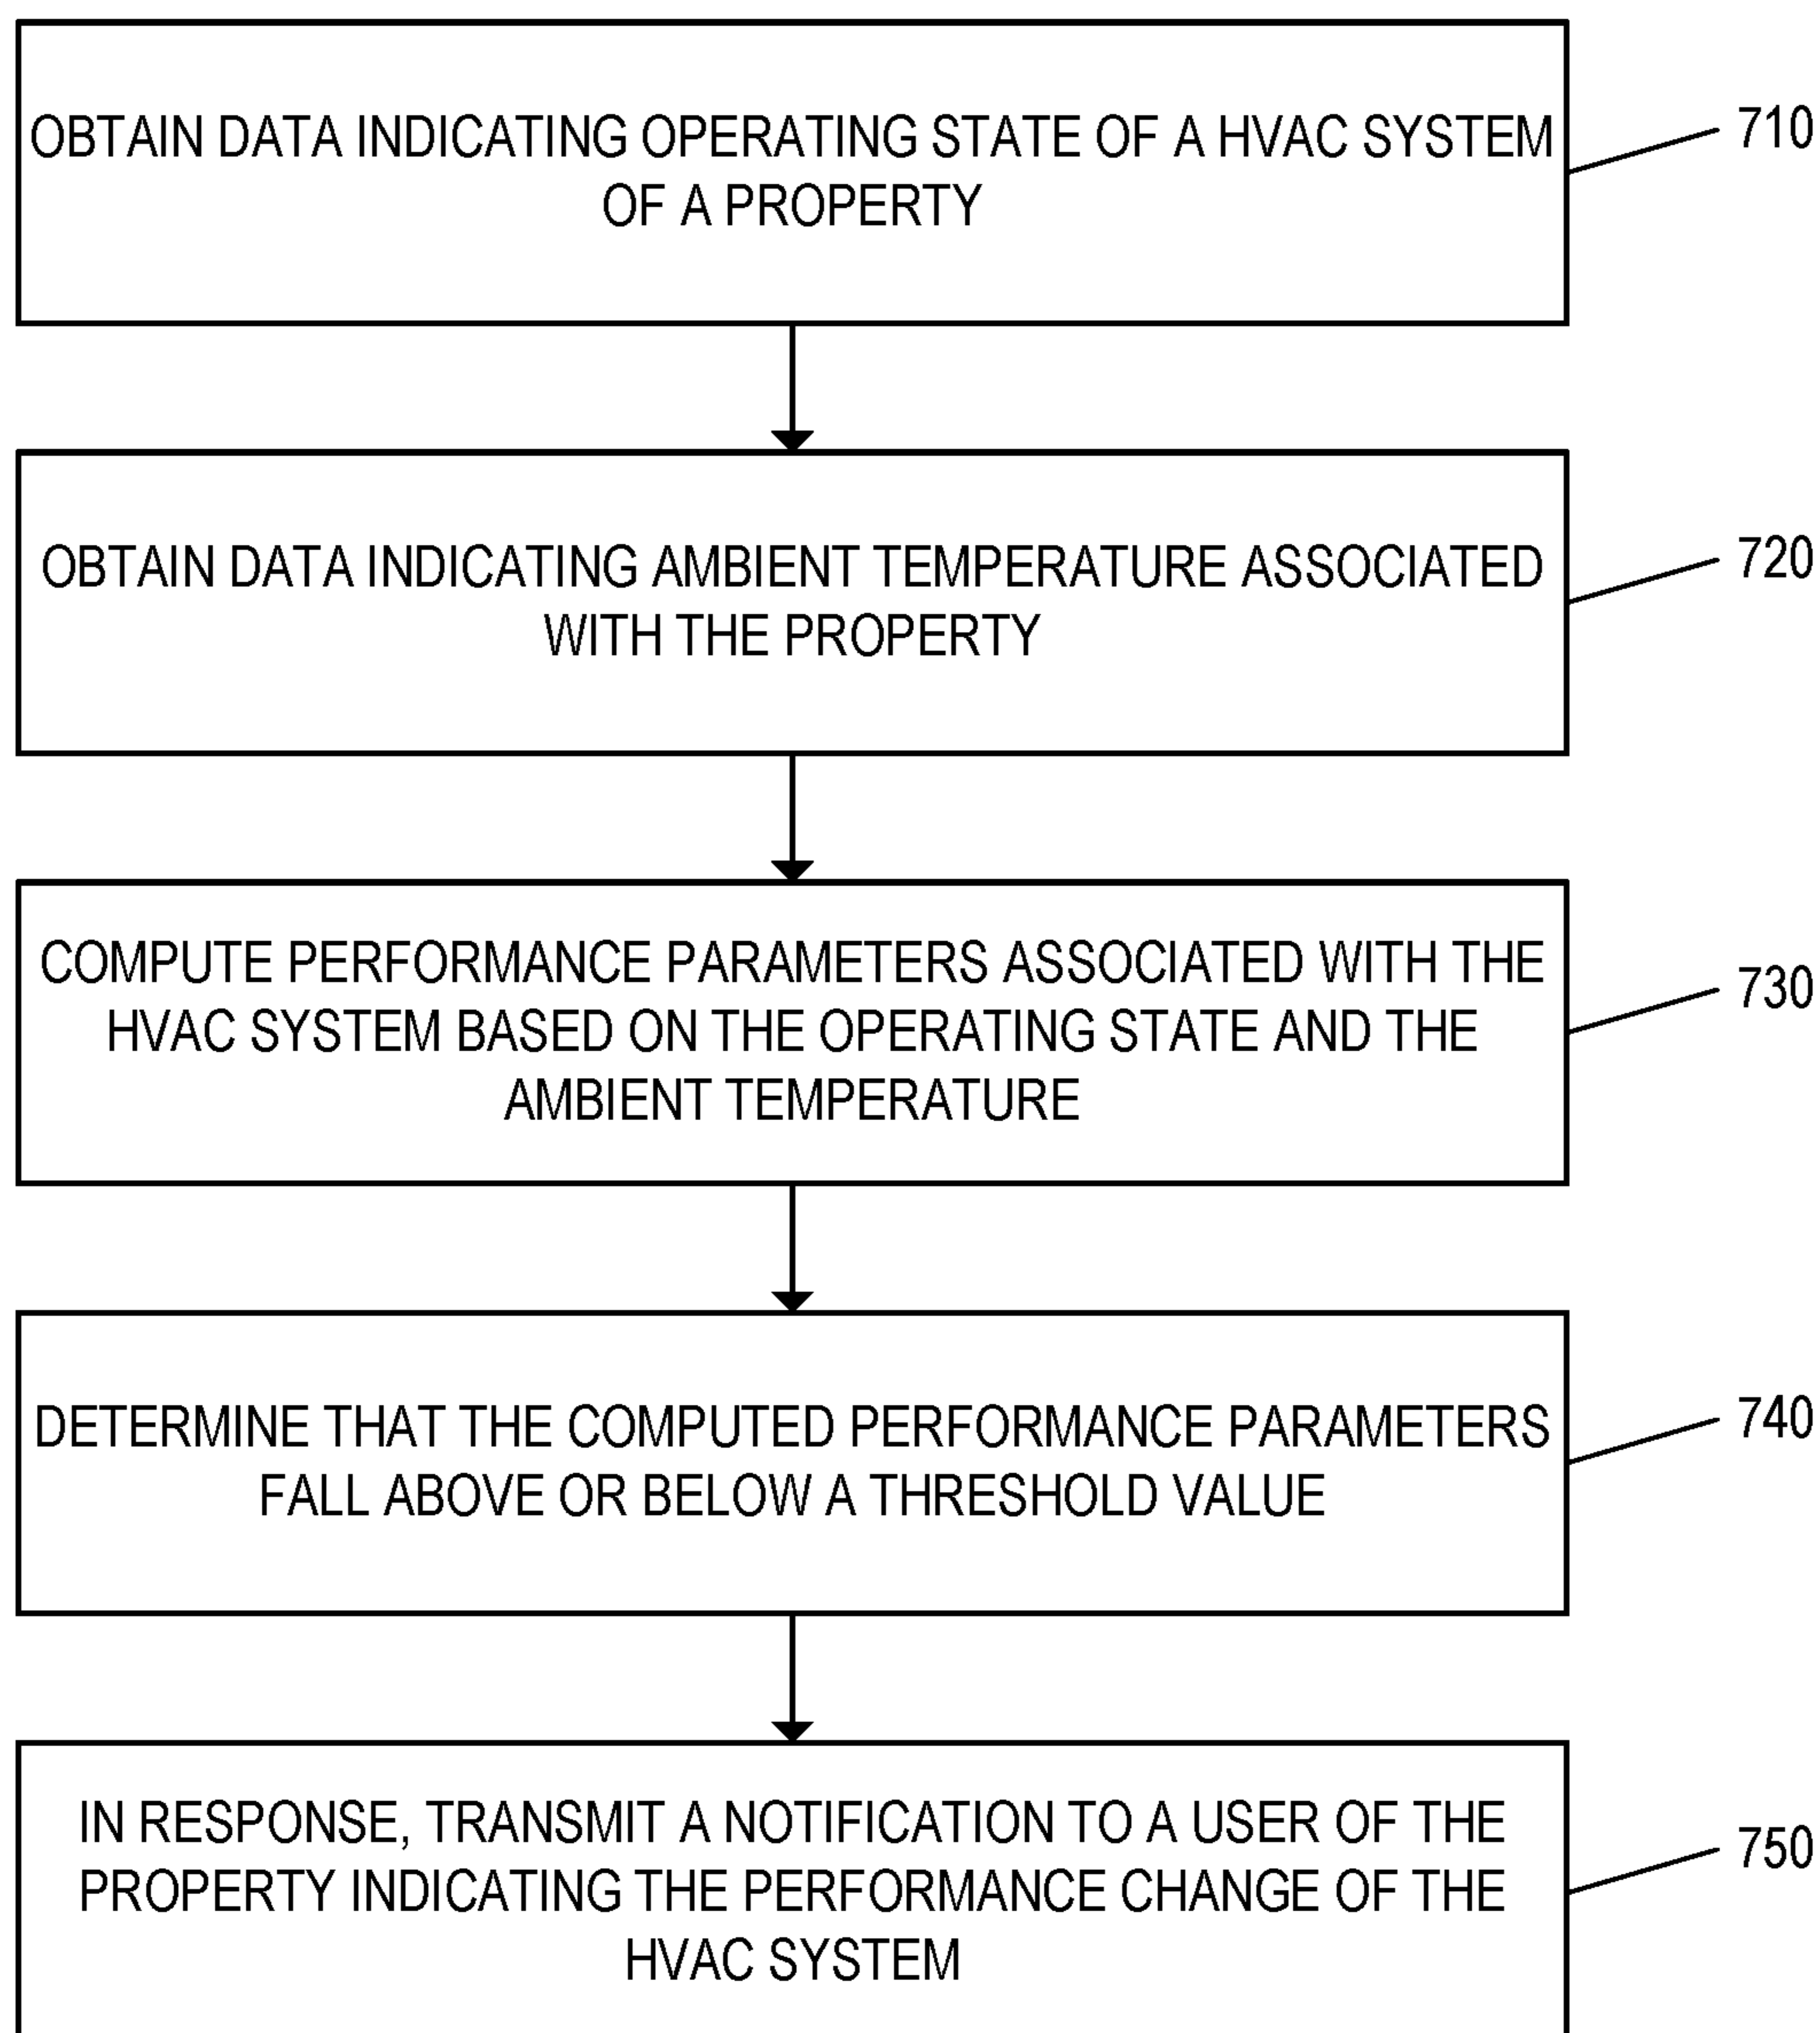 OBTAIN DATA INDICATING OPERATING STATE OF A HVAC SYSTEM
OF A PROPERTY
710
OBTAIN DATA INDICATING AMBIENT TEMPERATURE ASSOCIATED
WITH THE PROPERTY
720
COMPUTE PERFORMANCE PARAMETERS ASSOCIATED WITH THE
HVAC SYSTEM BASED ON THE OPERATING STATE AND THE
AMBIENT TEMPERATURE
730
DETERMINE THAT THE COMPUTED PERFORMANCE PARAMETERS
FALL ABOVE OR BELOW A THRESHOLD VALUE
740
IN RESPONSE, TRANSMIT A NOTIFICATION TO A USER OF THE
PROPERTY INDICATING THE PERFORMANCE CHANGE OF THE
HVAC SYSTEM
750